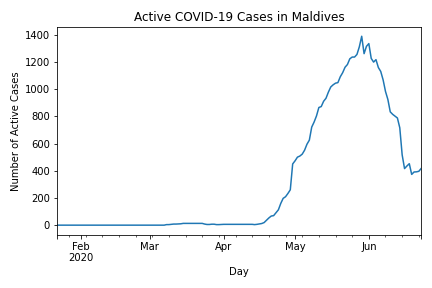 Active COVID-19 Cases in Maldives
1400
1200
1000
800
600
400
200
0
Number of Active Cases
Feb
2020
Mar
Apr
May
Jun
Day